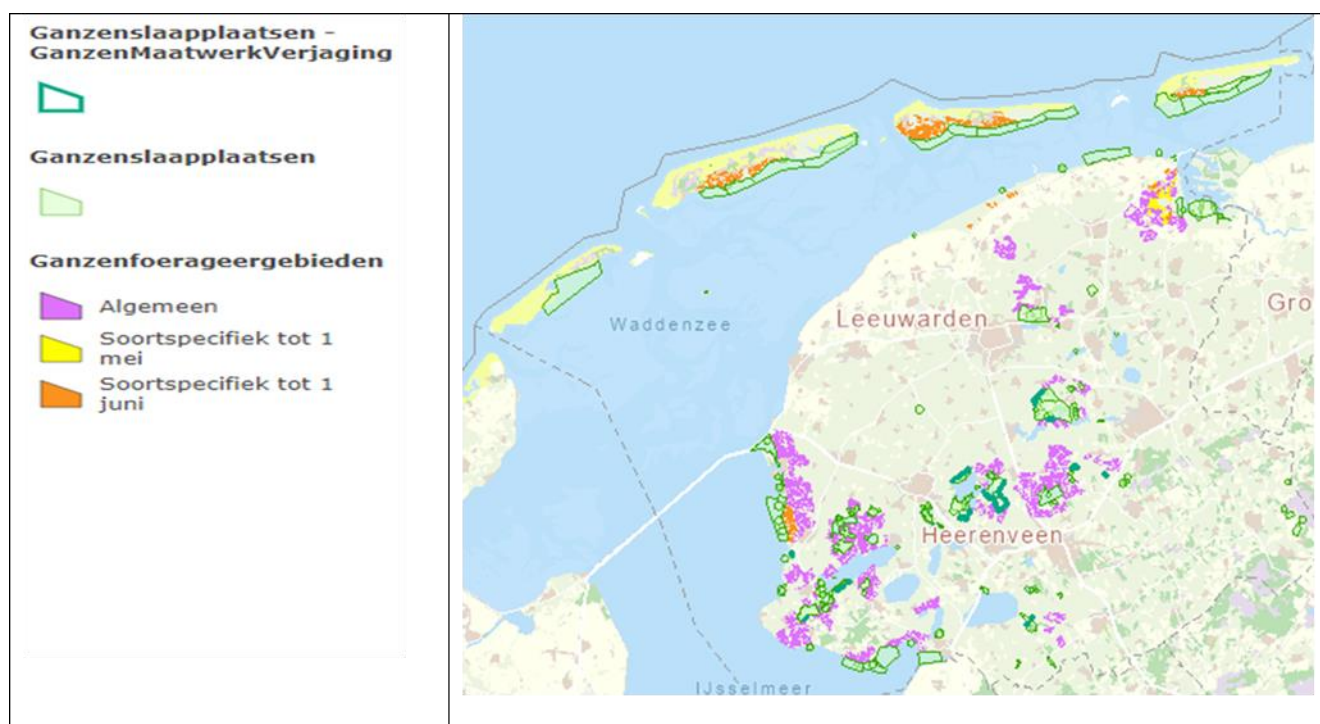 Ganzenslaapplaatsen -
GanzenMaatwerkVerjaging
Ganzenslaapplaatsen
Ganzenfoerageergebieden
Algemeen
Soortspecifiek tot 1
mei
Soortspecifiek tot 1
juni
Waddenzee
Leeuwarden
Gro
Heerenveen
IJsselmeer